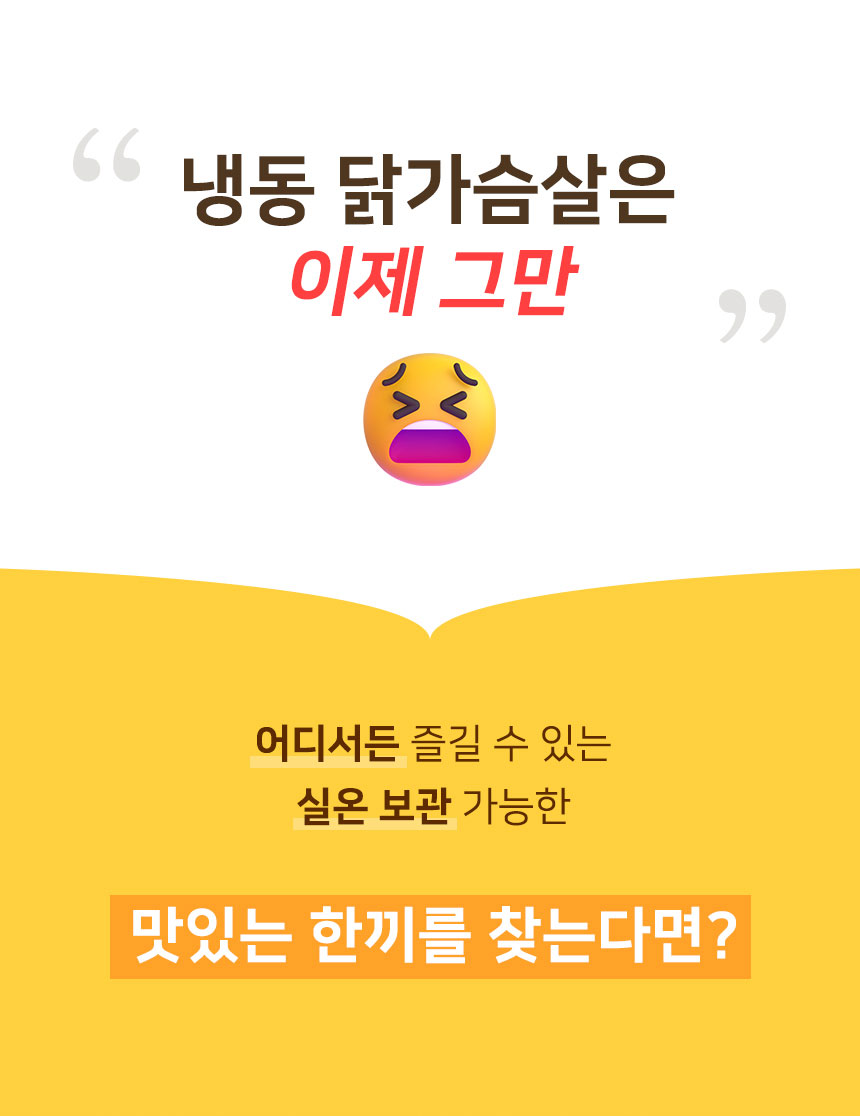 “냉동 닭가슴살은
이제 그만”
어디서든 즐길 수 있는
실온 보관 가능한
맛있는 한끼를 찾는다면?